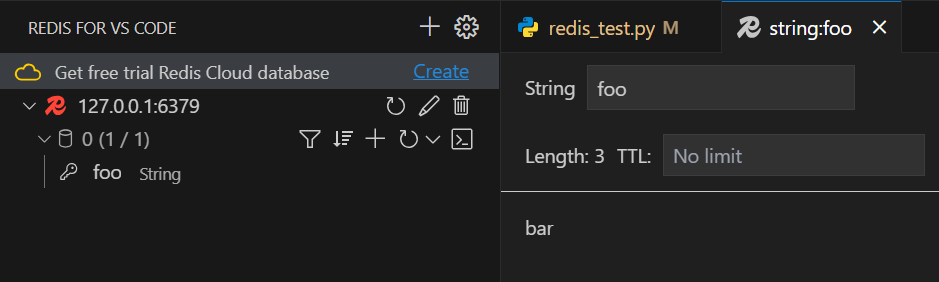 REDIS FOR VS CODE
Get free trial Redis Cloud database Create
127.0.0.1:6379
0 (1 / 1)
foo String
redis_test.py M
string:foo
String foo
Length: 3 TTL: No limit
bar